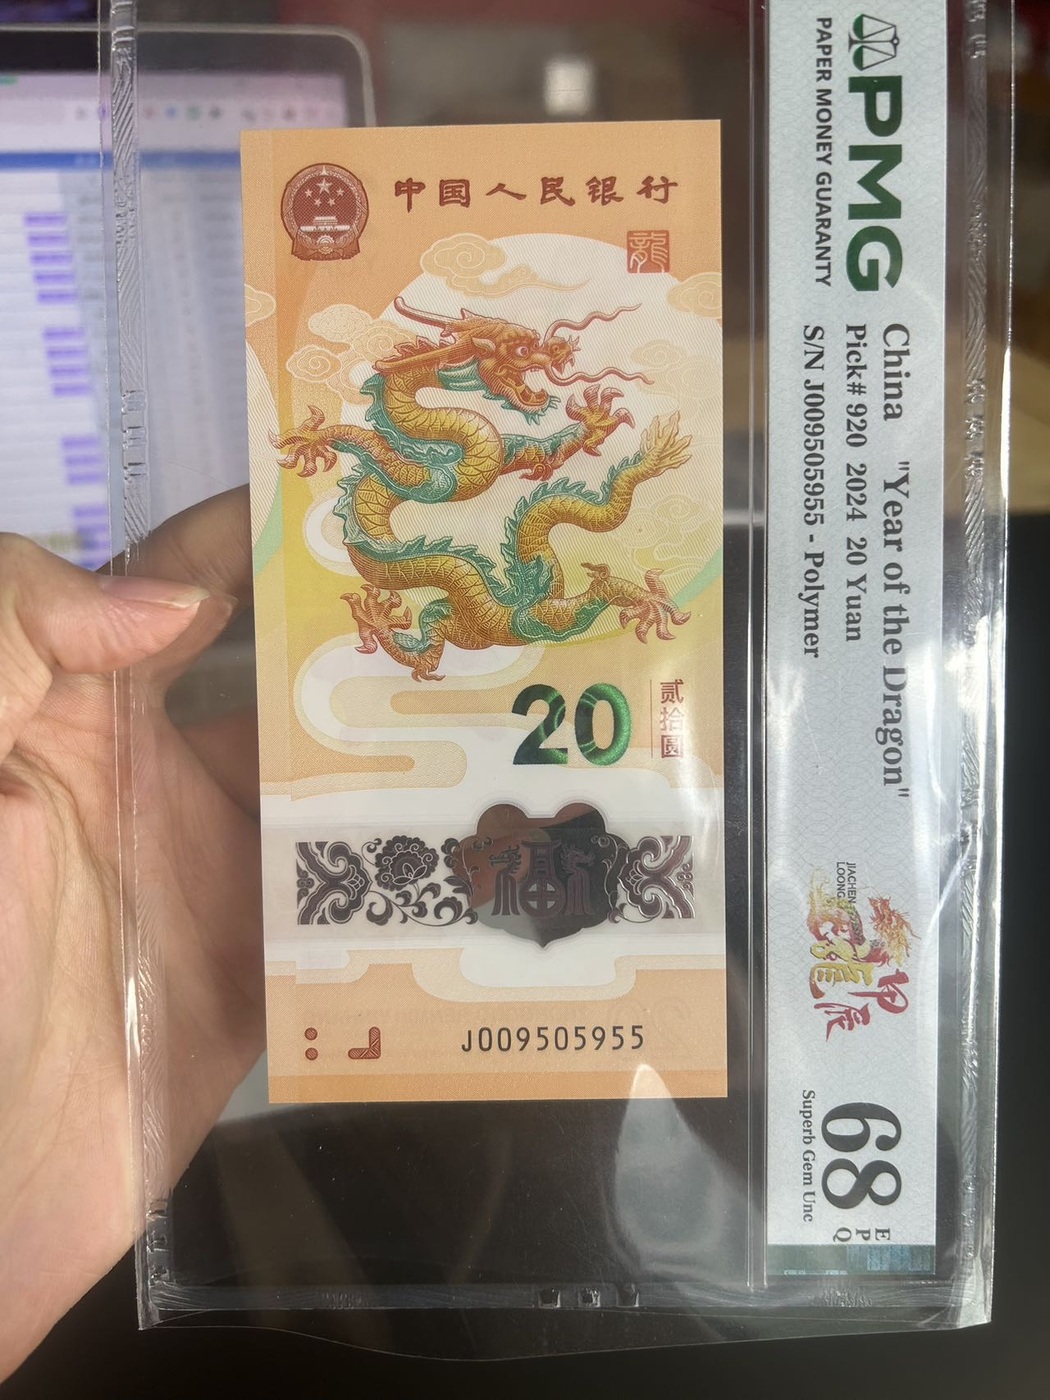 中国人民银行
龍
20
贰拾圆
福
J009505955
PMG
PAPER MONEY GUARANTY
China "Year of the Dragon"
Pick# 920 2024 20 Yuan
S/N J009505955 - Polymer
JIACHEN
LOONG
甲辰
龍
68
EPQ
Superb Gem Unc